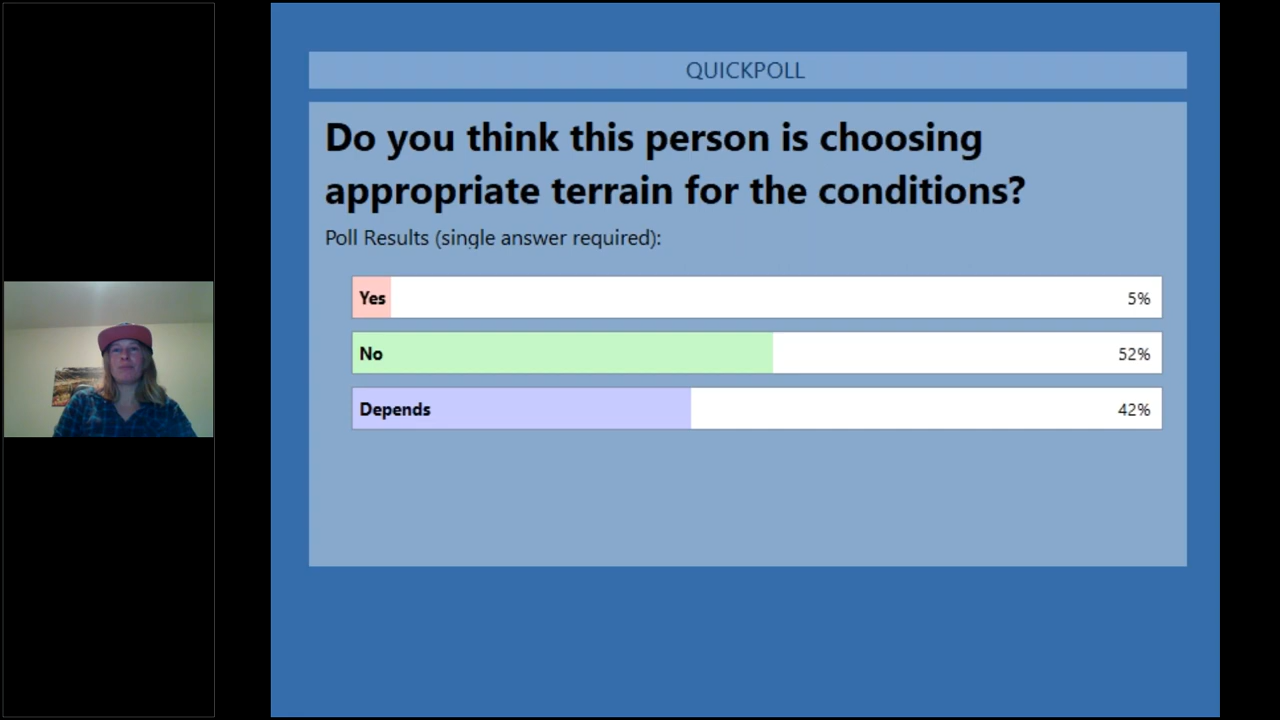 QUICKPOLL
Do you think this person is choosing
appropriate terrain for the conditions?
Poll Results (single answer required):
Yes 5%
No 52%
Depends 42%